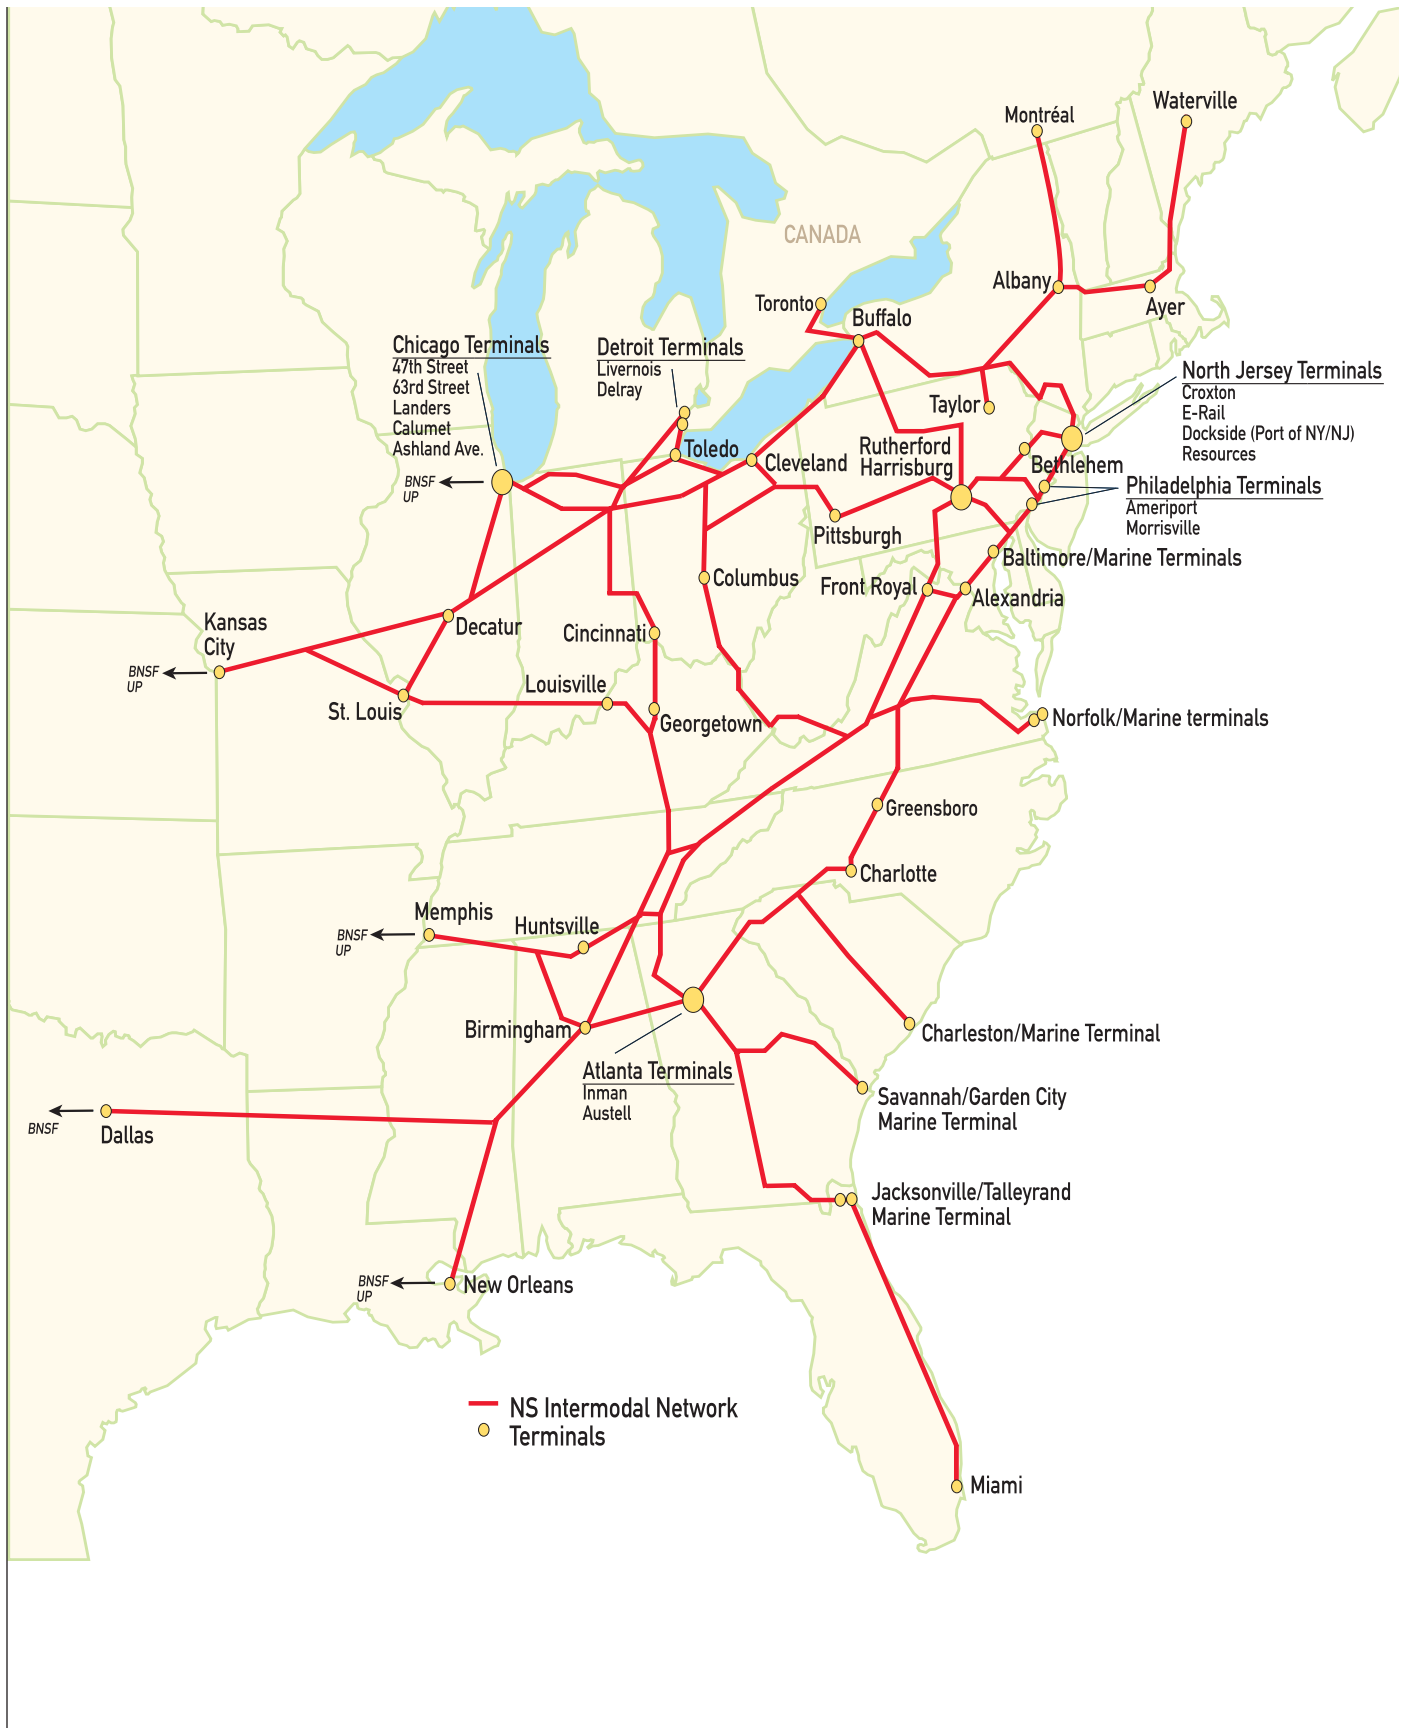 Waterville
Montréal
CANADA
Albany
Toronto
Ayer
Buffalo
Chicago Terminals
47th Street
63rd Street
Landers
Calumet
Ashland Ave.
Detroit Terminals
Livernois
Delray
North Jersey Terminals
Croxton
E-Rail
Dockside (Port of NY/NJ)
Resources
Taylor
Rutherford
Harrisburg
Toledo
Cleveland
Bethlehem
BNSF
UP
Philadelphia Terminals
Ameriport
Morrisville
Pittsburgh
Baltimore/Marine Terminals
Columbus
Front Royal
Alexandria
Kansas
City
Decatur
Cincinnati
BNSF
UP
Louisville
St. Louis
Georgetown
Norfolk/Marine terminals
Greensboro
Charlotte
Memphis
Huntsville
BNSF
UP
Birmingham
Charleston/Marine Terminal
Atlanta Terminals
Inman
Austell
Savannah/Garden City
Marine Terminal
BNSF
Dallas
Jacksonville/Talleyrand
Marine Terminal
BNSF
UP
New Orleans
NS Intermodal Network
Terminals
Miami